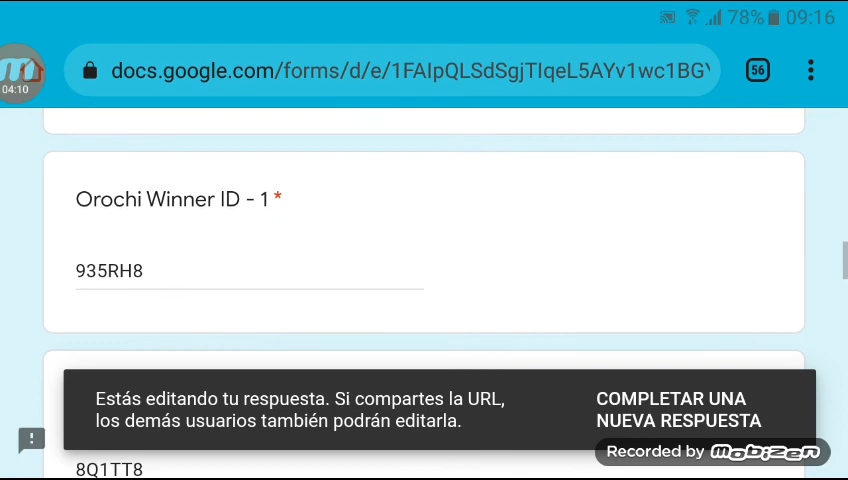 78% 09:16
04:10
docs.google.com/forms/d/e/1FAIpQLSdSgjTIqeL5AYv1wc1BG
56
Orochi Winner ID - 1 *
935RH8
Estás editando tu respuesta. Si compartes la URL,
los demás usuarios también podrán editarla.
COMPLETAR UNA
NUEVA RESPUESTA
Recorded by mobizen
8Q1TT8